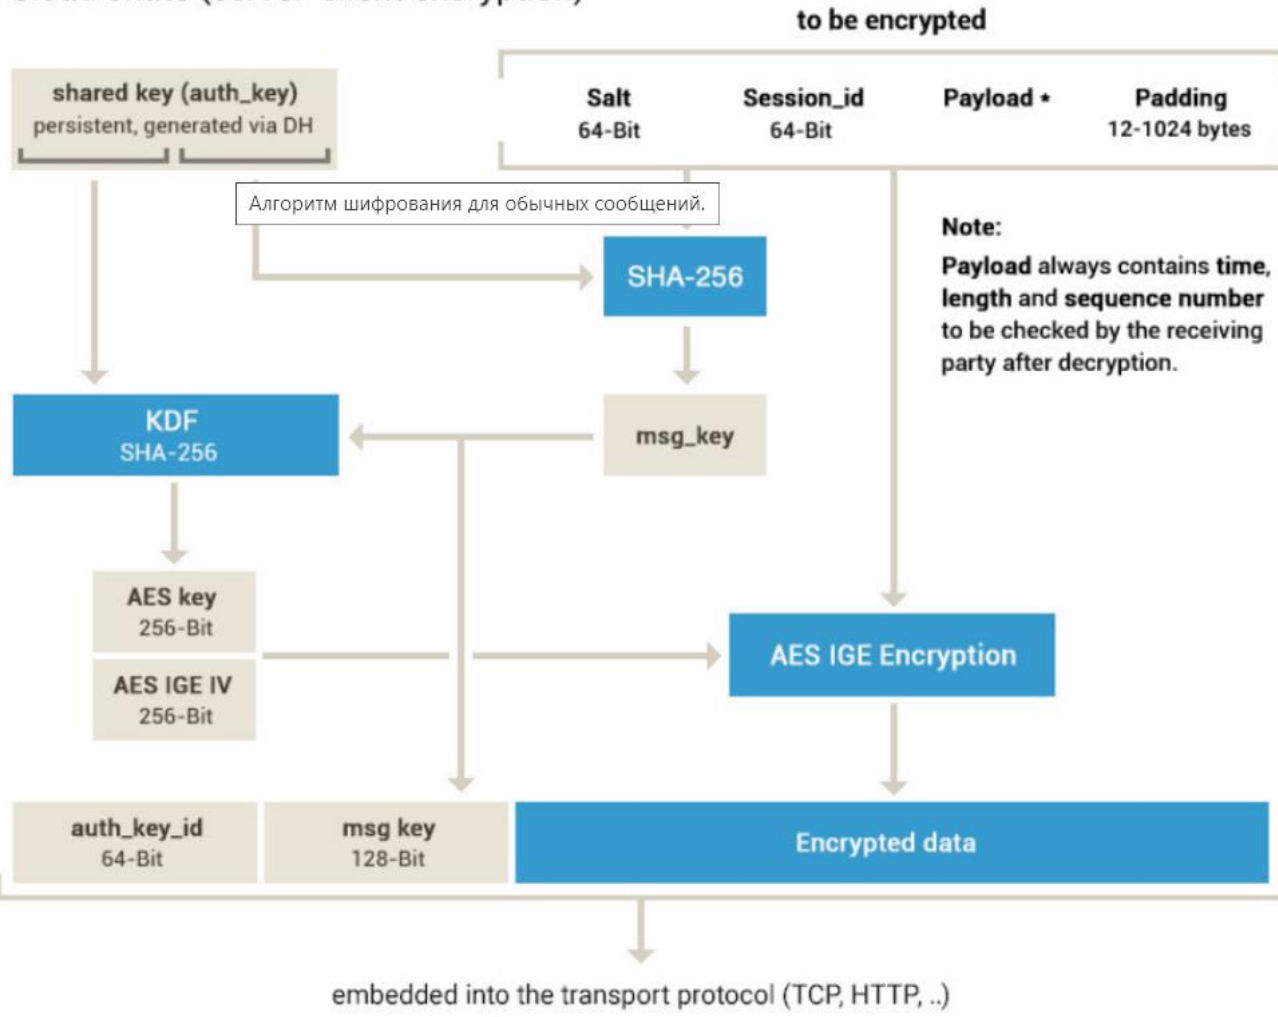 to be encrypted
shared key (auth_key)
persistent, generated via DH
Salt
64-Bit
Session_id
64-Bit
Payload *
Padding
12-1024 bytes
Алгоритм шифрования для обычных сообщений.
SHA-256
Note:
Payload always contains time,
length and sequence number
to be checked by the receiving
party after decryption.
KDF
SHA-256
msg_key
AES key
256-Bit
AES IGE IV
256-Bit
AES IGE Encryption
auth_key_id
64-Bit
msg key
128-Bit
Encrypted data
embedded into the transport protocol (TCP, HTTP, ..)